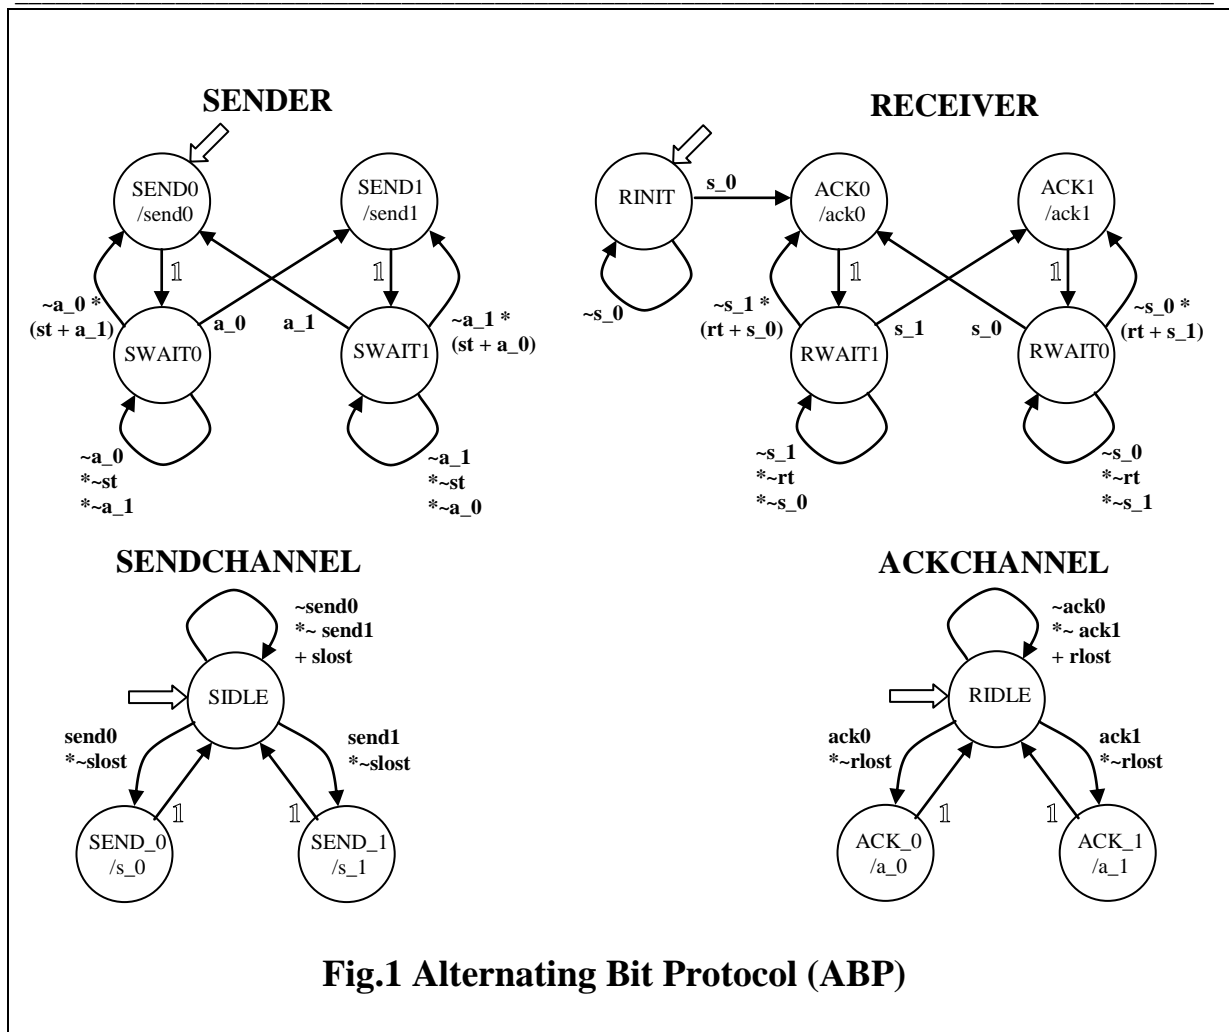 SENDER
SEND0
/send0
SEND1
/send1
𝟙
𝟙
~a_0 *
(st + a_1)
a_0
a_1
~a_1 *
(st + a_0)
SWAIT0
SWAIT1
~a_0
*~st
*~a_1
~a_1
*~st
*~a_0
RECEIVER
RINIT
s_0
ACK0
/ack0
ACK1
/ack1
~s_0
𝟙
𝟙
~s_1 *
(rt + s_0)
s_1
s_0
~s_0 *
(rt + s_1)
RWAIT1
RWAIT0
~s_1
*~rt
*~s_0
~s_0
*~rt
*~s_1
SENDCHANNEL
~send0
*~ send1
+ slost
SIDLE
send0
*~slost
send1
*~slost
𝟙
𝟙
SEND_0
/s_0
SEND_1
/s_1
ACKCHANNEL
~ack0
*~ ack1
+ rlost
RIDLE
ack0
*~rlost
ack1
*~rlost
𝟙
𝟙
ACK_0
/a_0
ACK_1
/a_1
Fig.1 Alternating Bit Protocol (ABP)